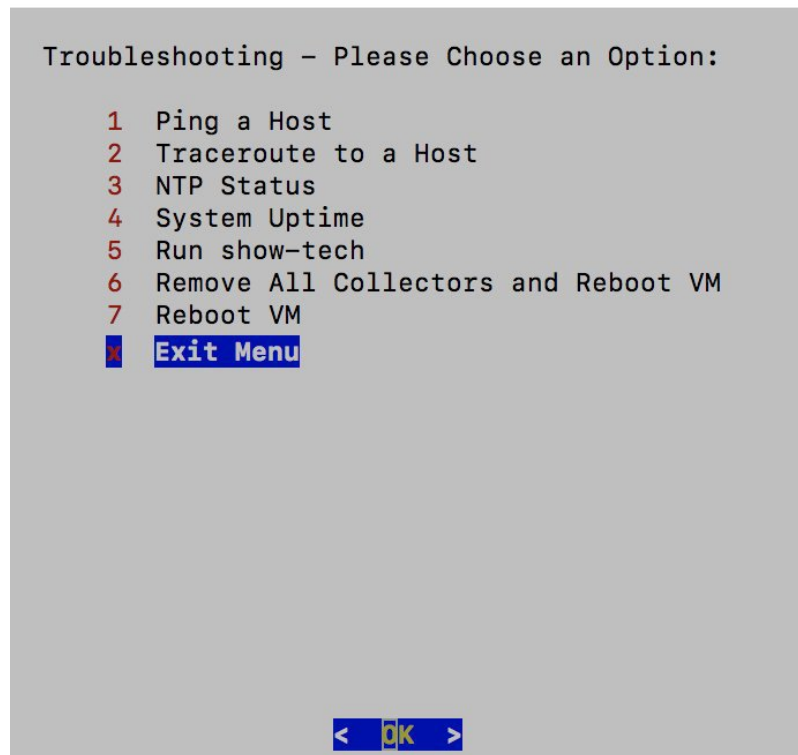 Troubleshooting – Please Choose an Option:
1 Ping a Host
2 Traceroute to a Host
3 NTP Status
4 System Uptime
5 Run show–tech
6 Remove All Collectors and Reboot VM
7 Reboot VM
x Exit Menu
< OK >